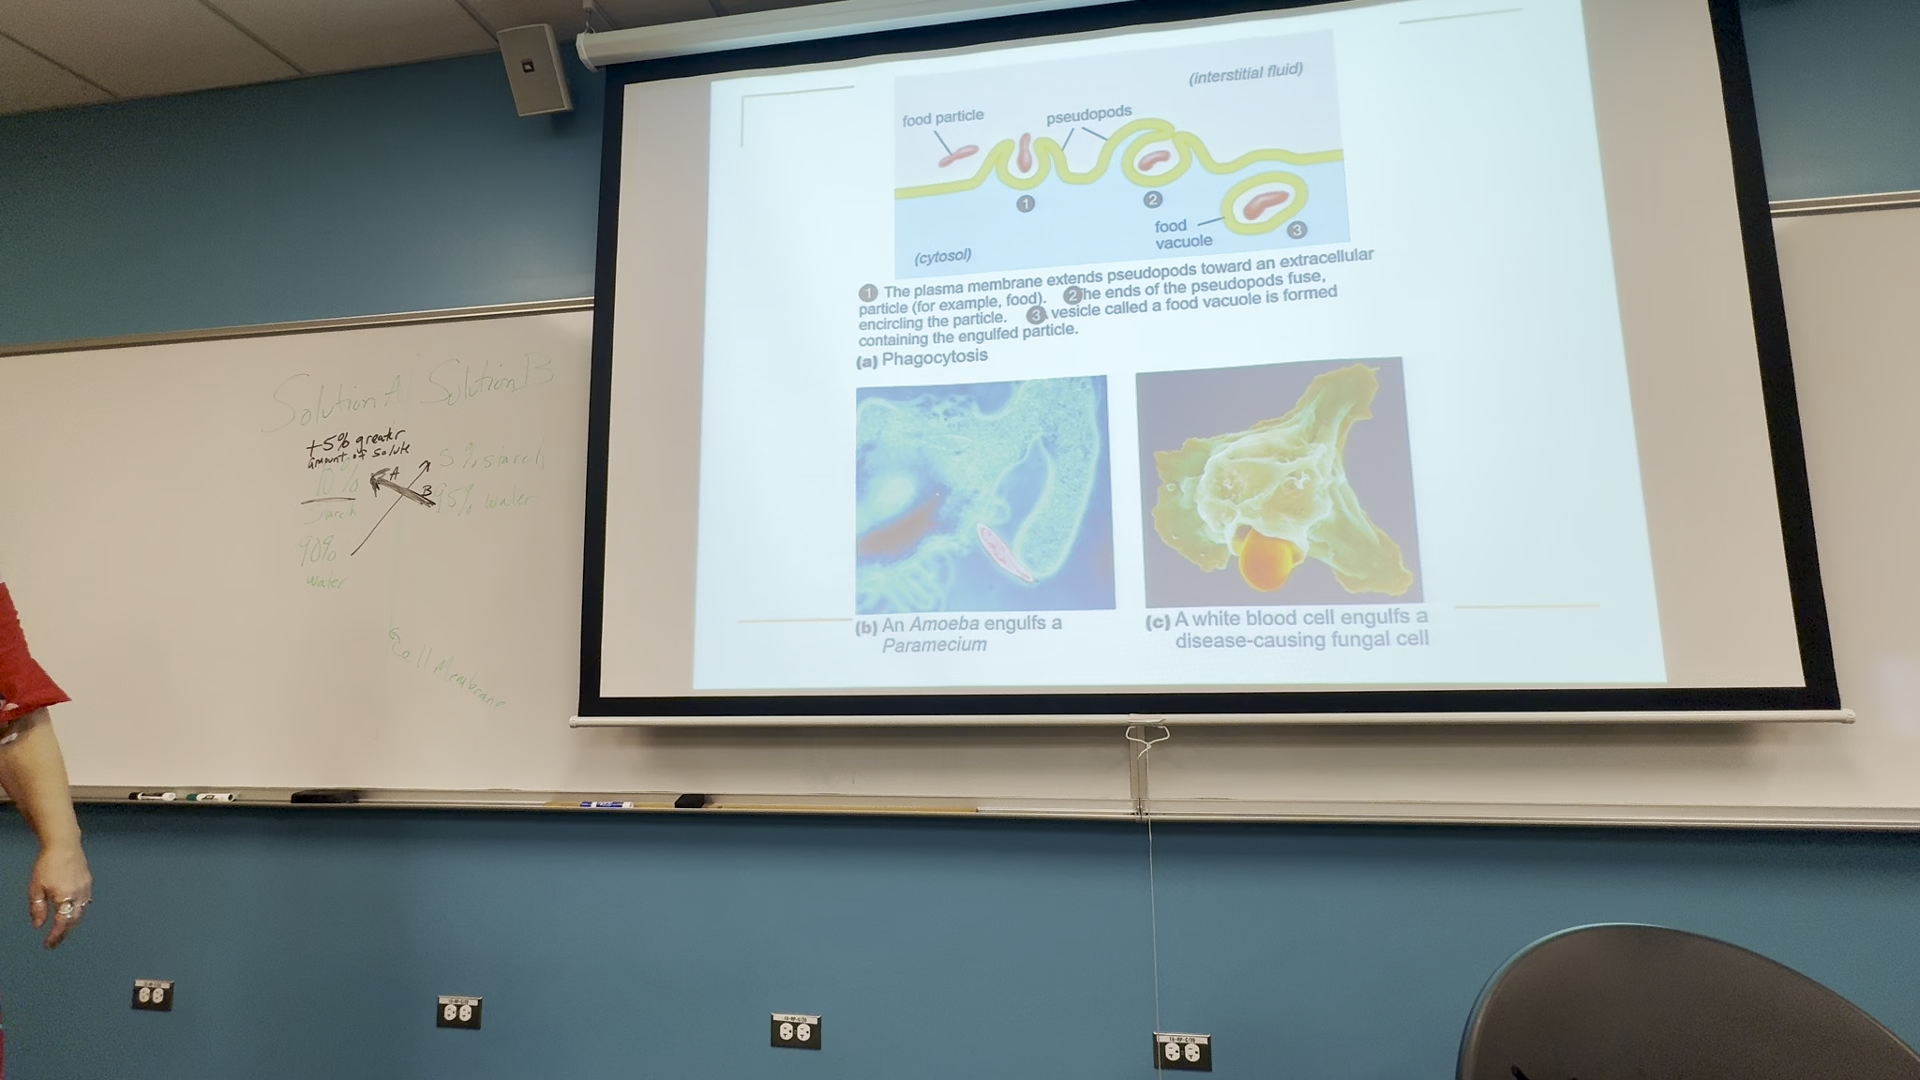 (interstitial fluid)
food particle
pseudopods
1
2
food
vacuole
3
(cytosol)
1 The plasma membrane extends pseudopods toward an extracellular
particle (for example, food). 2 he ends of the pseudopods fuse,
encircling the particle. 3 vesicle called a food vacuole is formed
containing the engulfed particle.
(a) Phagocytosis
(b) An Amoeba engulfs a
Paramecium
(c) A white blood cell engulfs a
disease-causing fungal cell
Solution A Solution B
+5% greater
amount of solute
10%
Starch
90%
water
A
B
5% starch
95% water
Cell Membrane